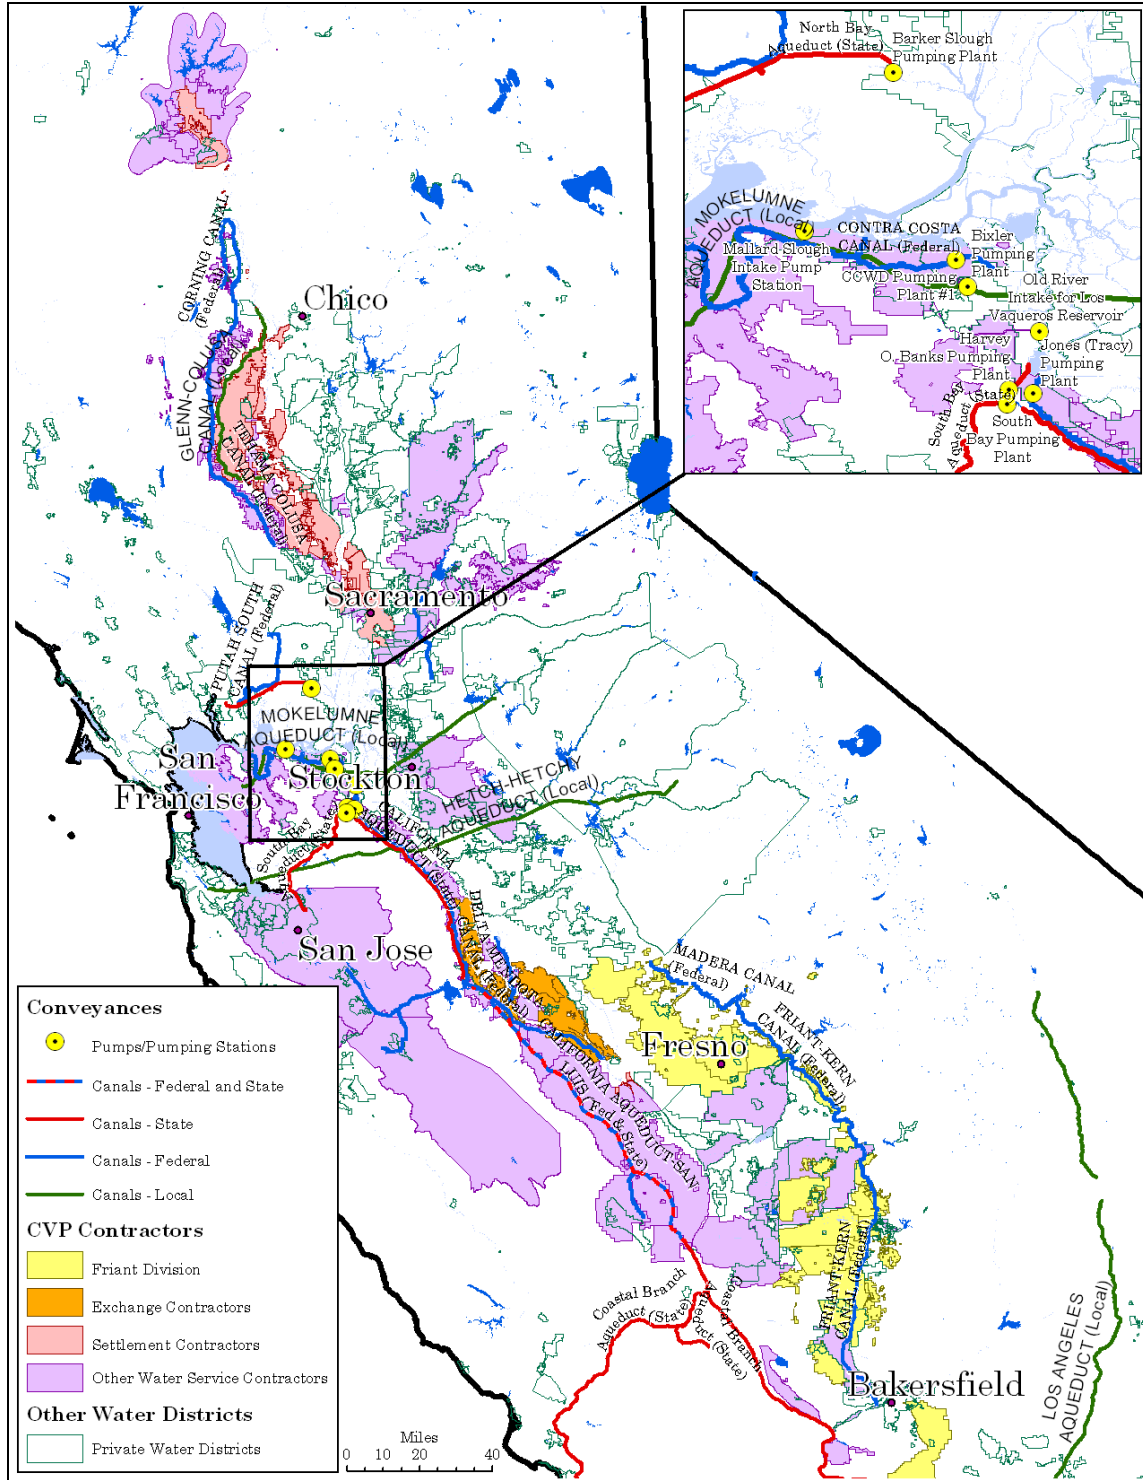 North Bay
Aqueduct (State)
Barker Slough
Pumping Plant
MOKELUMNE
AQUEDUCT (Local)
CONTRA COSTA
CANAL (Federal)
Mallard Slough
Intake Pump
Station
Bixler
Pumping
Plant
CCWD Pumping
Plant #1
Old River
Intake for Los
Vaqueros Reservoir
Harvey
O. Banks Pumping
Plant
(State)
Jones (Tracy)
Pumping
Plant
South Bay
Aqueduct
South
Bay Pumping
Plant
CORNING CANAL
(Federal)
Chico
GLENN-COLUSA
CANAL (Local)
TEHAMA COLUSA
CANAL (Federal)
Sacramento
PUTAH SOUTH
CANAL (Federal)
MOKELUMNE
AQUEDUCT (Local)
San
Francisco
Stockton
HETCH-HETCHY
AQUEDUCT (Local)
South Bay
Aqueduct (State)
CALIFORNIA
AQUEDUCT (State)
San Jose
DELTA MENDOTA
CANAL (Federal)
MADERA CANAL
(Federal)
FRIANT-KERN
CANAL (Federal)
Fresno
CALIFORNIA AQUEDUCT-SAN
LUIS (Fed & State)
FRIANT-KERN
CANAL (Federal)
Coastal Branch
Aqueduct (State)
Coastal Branch
Aqueduct (State)
Bakersfield
LOS ANGELES
AQUEDUCT (Local)
Conveyances
Pumps/Pumping Stations
Canals - Federal and State
Canals - State
Canals - Federal
Canals - Local
CVP Contractors
Friant Division
Exchange Contractors
Settlement Contractors
Other Water Service Contractors
Other Water Districts
Private Water Districts
Miles
0 10 20 40